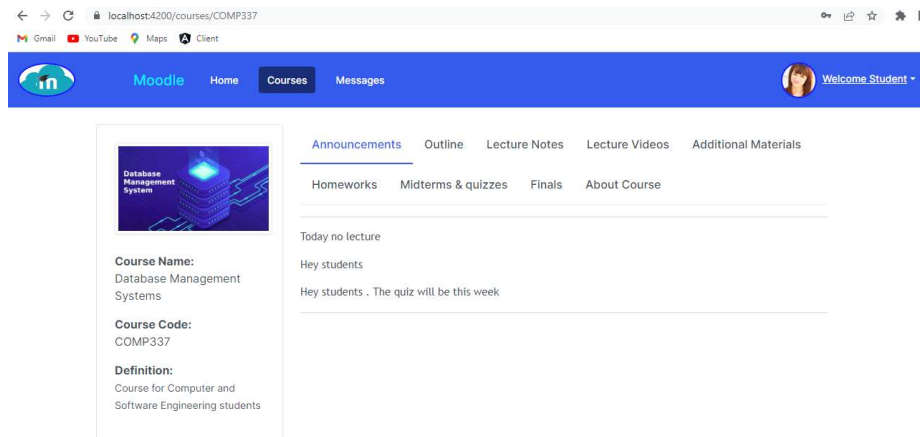 localhost:4200/courses/COMP337
Gmail YouTube Maps Client
m Moodle Home Courses Messages Welcome Student
Announcements Outline Lecture Notes Lecture Videos Additional Materials
Homeworks Midterms & quizzes Finals About Course
Database
Management
System
Today no lecture
Hey students
Hey students . The quiz will be this week
Course Name:
Database Management
Systems
Course Code:
COMP337
Definition:
Course for Computer and
Software Engineering students